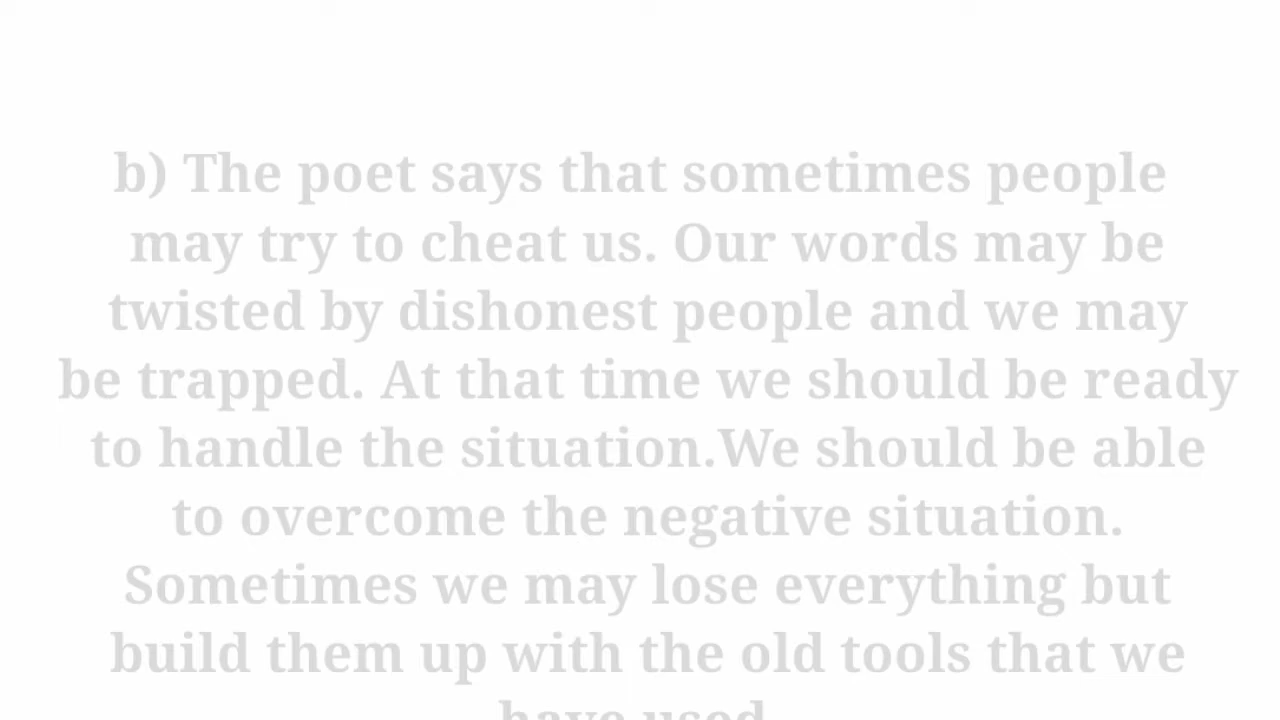 b) The poet says that sometimes people
may try to cheat us. Our words may be
twisted by dishonest people and we may
be trapped. At that time we should be ready
to handle the situation.We should be able
to overcome the negative situation.
Sometimes we may lose everything but
build them up with the old tools that we
have used